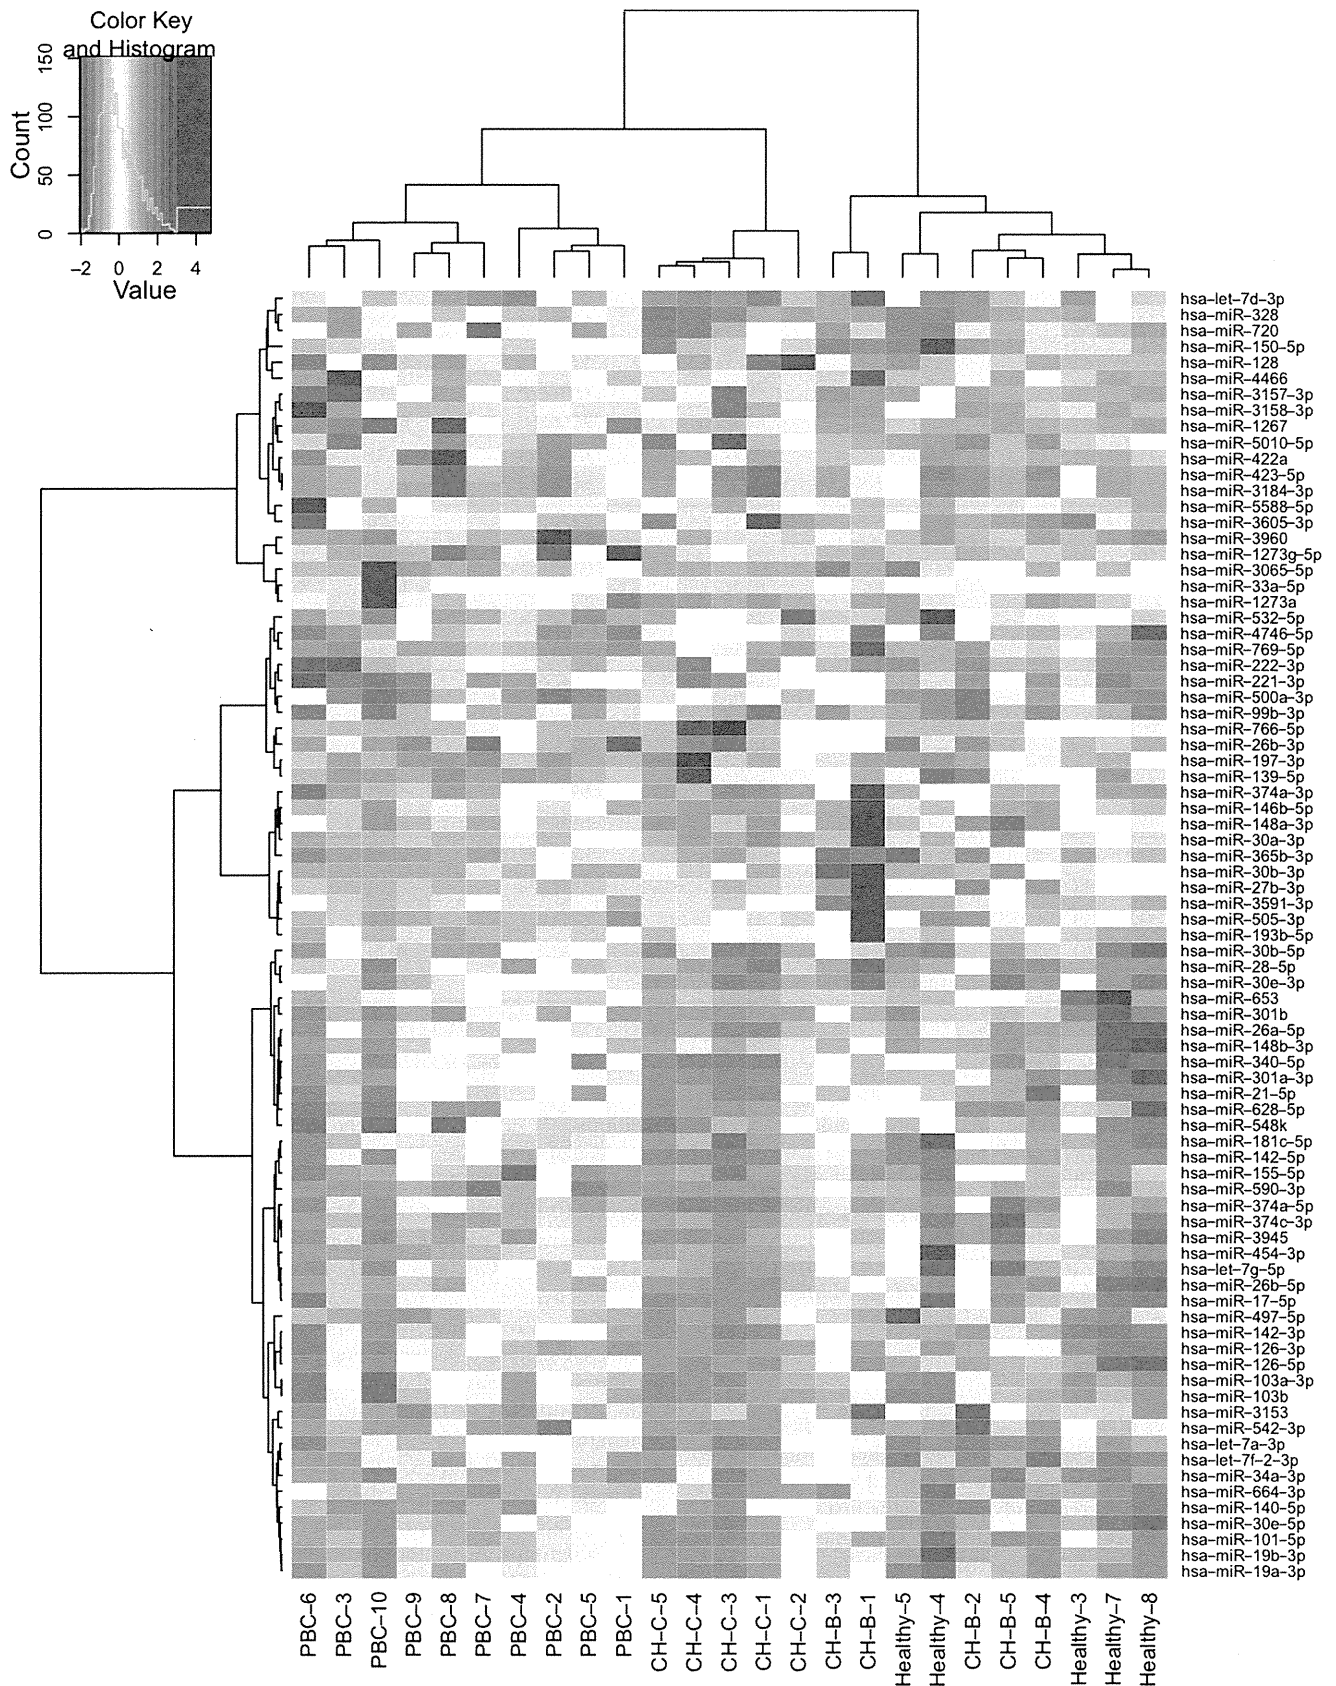 Color Key
and Histogram
Count
0
50
100
150
−2 0 2 4
Value
hsa−let−7d−3p
hsa−miR−328
hsa−miR−720
hsa−miR−150−5p
hsa−miR−128
hsa−miR−4466
hsa−miR−3157−3p
hsa−miR−3158−3p
hsa−miR−1267
hsa−miR−5010−5p
hsa−miR−422a
hsa−miR−423−5p
hsa−miR−3184−3p
hsa−miR−5588−5p
hsa−miR−3605−3p
hsa−miR−3960
hsa−miR−1273g−5p
hsa−miR−3065−5p
hsa−miR−33a−5p
hsa−miR−1273a
hsa−miR−532−5p
hsa−miR−4746−5p
hsa−miR−769−5p
hsa−miR−222−3p
hsa−miR−221−3p
hsa−miR−500a−3p
hsa−miR−99b−3p
hsa−miR−766−5p
hsa−miR−26b−3p
hsa−miR−197−3p
hsa−miR−139−5p
hsa−miR−374a−3p
hsa−miR−146b−5p
hsa−miR−148a−3p
hsa−miR−30a−3p
hsa−miR−365b−3p
hsa−miR−30b−3p
hsa−miR−27b−3p
hsa−miR−3591−3p
hsa−miR−505−3p
hsa−miR−193b−5p
hsa−miR−30b−5p
hsa−miR−28−5p
hsa−miR−30e−3p
hsa−miR−653
hsa−miR−301b
hsa−miR−26a−5p
hsa−miR−148b−3p
hsa−miR−340−5p
hsa−miR−301a−3p
hsa−miR−21−5p
hsa−miR−628−5p
hsa−miR−548k
hsa−miR−181c−5p
hsa−miR−142−5p
hsa−miR−155−5p
hsa−miR−590−3p
hsa−miR−374a−5p
hsa−miR−374c−3p
hsa−miR−3945
hsa−miR−454−3p
hsa−let−7g−5p
hsa−miR−26b−5p
hsa−miR−17−5p
hsa−miR−497−5p
hsa−miR−142−3p
hsa−miR−126−3p
hsa−miR−126−5p
hsa−miR−103a−3p
hsa−miR−103b
hsa−miR−3153
hsa−miR−542−3p
hsa−let−7a−3p
hsa−let−7f−2−3p
hsa−miR−34a−3p
hsa−miR−664−3p
hsa−miR−140−5p
hsa−miR−30e−5p
hsa−miR−101−5p
hsa−miR−19b−3p
hsa−miR−19a−3p
PBC−6
PBC−3
PBC−10
PBC−9
PBC−8
PBC−7
PBC−4
PBC−2
PBC−5
PBC−1
CH−C−5
CH−C−4
CH−C−3
CH−C−1
CH−C−2
CH−B−3
CH−B−1
Healthy−5
Healthy−4
CH−B−2
CH−B−5
CH−B−4
Healthy−3
Healthy−7
Healthy−8